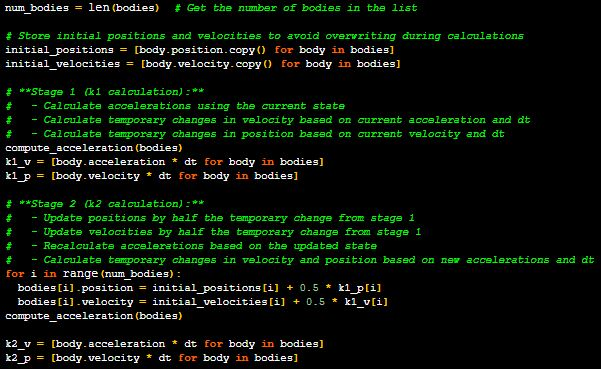 num_bodies = len(bodies)  # Get the number of bodies in the list
# Store initial positions and velocities to avoid overwriting during calculations
initial_positions = [body.position.copy() for body in bodies]
initial_velocities = [body.velocity.copy() for body in bodies]
# **Stage 1 (k1 calculation):**
#   - Calculate accelerations using the current state
#   - Calculate temporary changes in velocity based on current acceleration and dt
#   - Calculate temporary changes in position based on current velocity and dt
compute_acceleration(bodies)
k1_v = [body.acceleration * dt for body in bodies]
k1_p = [body.velocity * dt for body in bodies]
# **Stage 2 (k2 calculation):**
#   - Update positions by half the temporary change from stage 1
#   - Update velocities by half the temporary change from stage 1
#   - Recalculate accelerations based on the updated state
#   - Calculate temporary changes in velocity and position based on new accelerations and dt
for i in range(num_bodies):
  bodies[i].position = initial_positions[i] + 0.5 * k1_p[i]
  bodies[i].velocity = initial_velocities[i] + 0.5 * k1_v[i]
compute_acceleration(bodies)
k2_v = [body.acceleration * dt for body in bodies]
k2_p = [body.velocity * dt for body in bodies]